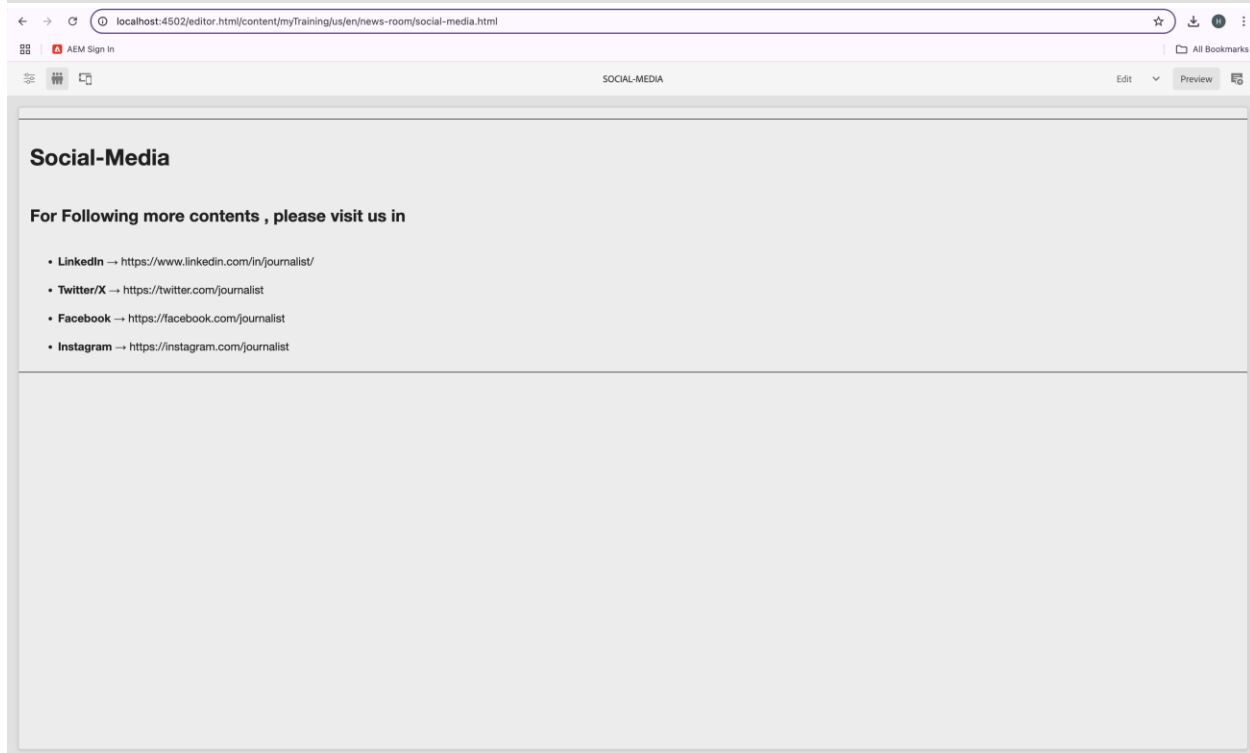 localhost:4502/editor.html/content/myTraining/us/en/news-room/social-media.html
H
AEM Sign In
All Bookmarks
SOCIAL-MEDIA
Edit
Preview
Social-Media
For Following more contents , please visit us in
• LinkedIn → https://www.linkedin.com/in/journalist/
• Twitter/X → https://twitter.com/journalist
• Facebook → https://facebook.com/journalist
• Instagram → https://instagram.com/journalist